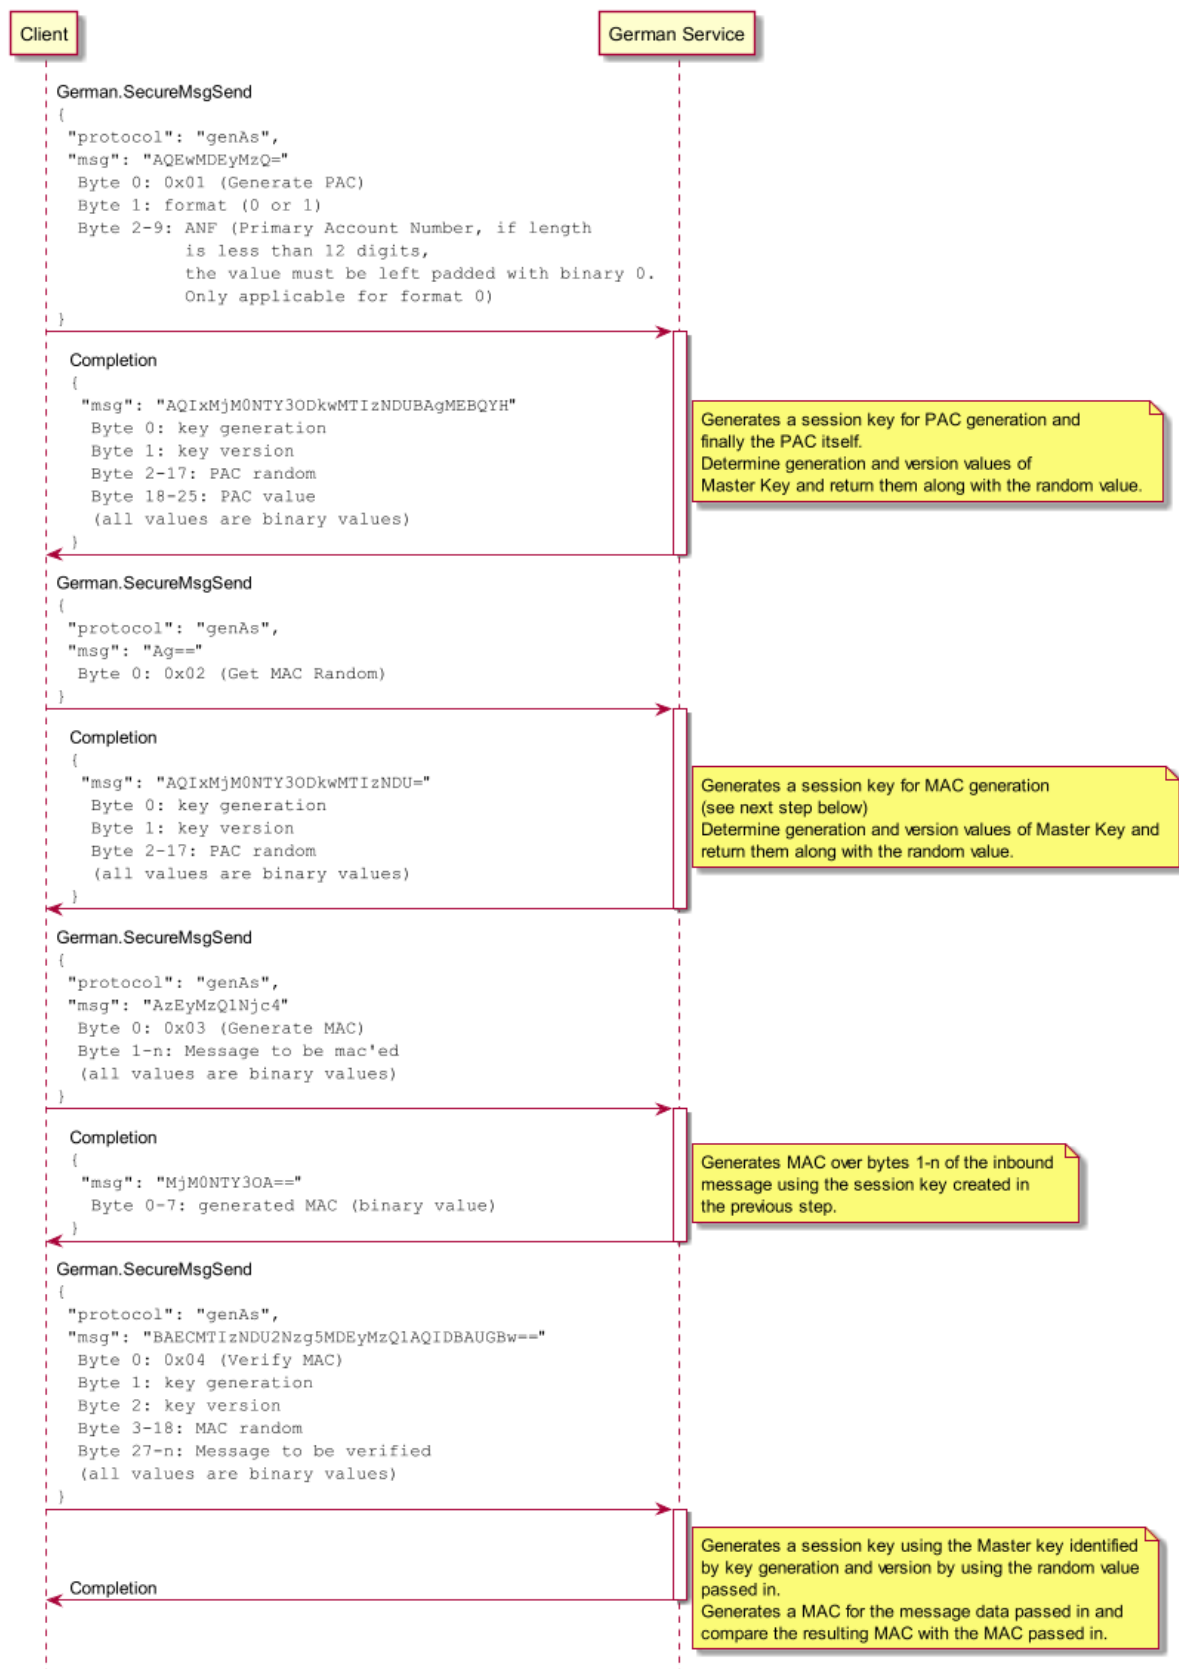 Client
German Service
German.SecureMsgSend
{
"protocol": "genAs",
"msg": "AQEwMDEyMzQ="
Byte 0: 0x01 (Generate PAC)
Byte 1: format (0 or 1)
Byte 2-9: ANF (Primary Account Number, if length
is less than 12 digits,
the value must be left padded with binary 0.
Only applicable for format 0)
}
Completion
{
"msg": "AQIxMjM0NTY3ODkwMTIzNDUBAgMEBQYH"
Byte 0: key generation
Byte 1: key version
Byte 2-17: PAC random
Byte 18-25: PAC value
(all values are binary values)
}
Generates a session key for PAC generation and
finally the PAC itself.
Determine generation and version values of
Master Key and return them along with the random value.
German.SecureMsgSend
{
"protocol": "genAs",
"msg": "Ag=="
Byte 0: 0x02 (Get MAC Random)
}
Completion
{
"msg": "AQIxMjM0NTY3ODkwMTIzNDU="
Byte 0: key generation
Byte 1: key version
Byte 2-17: PAC random
(all values are binary values)
}
Generates a session key for MAC generation
(see next step below)
Determine generation and version values of Master Key and
return them along with the random value.
German.SecureMsgSend
{
"protocol": "genAs",
"msg": "AzEyMzQ1Njc4"
Byte 0: 0x03 (Generate MAC)
Byte 1-n: Message to be mac'ed
(all values are binary values)
}
Completion
{
"msg": "MjM0NTY3OA=="
Byte 0-7: generated MAC (binary value)
}
Generates MAC over bytes 1-n of the inbound
message using the session key created in
the previous step.
German.SecureMsgSend
{
"protocol": "genAs",
"msg": "BAECMTIzNDU2Nzg5MDEyMzQ1AQIDBAUGBw=="
Byte 0: 0x04 (Verify MAC)
Byte 1: key generation
Byte 2: key version
Byte 3-18: MAC random
Byte 27-n: Message to be verified
(all values are binary values)
}
Completion
Generates a session key using the Master key identified
by key generation and version by using the random value
passed in.
Generates a MAC for the message data passed in and
compare the resulting MAC with the MAC passed in.